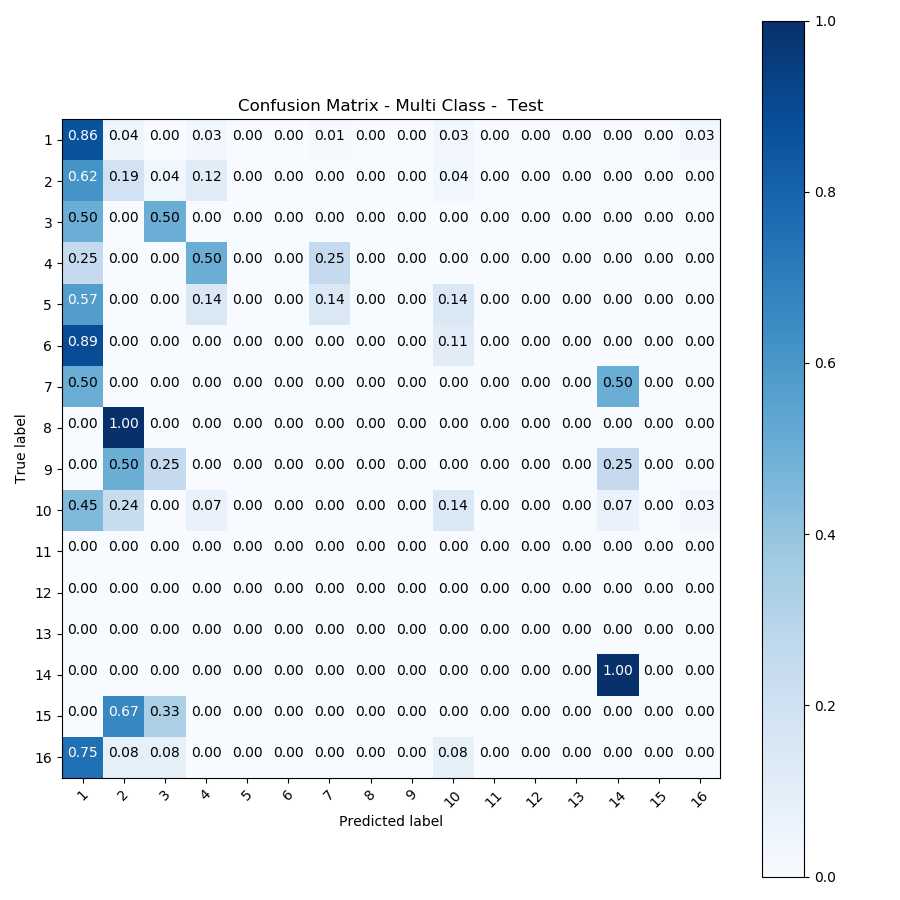 Confusion Matrix - Multi Class -  Test
1 0.86 0.04 0.00 0.03 0.00 0.00 0.01 0.00 0.00 0.03 0.00 0.00 0.00 0.00 0.00 0.03
2 0.62 0.19 0.04 0.12 0.00 0.00 0.00 0.00 0.00 0.04 0.00 0.00 0.00 0.00 0.00 0.00
3 0.50 0.00 0.50 0.00 0.00 0.00 0.00 0.00 0.00 0.00 0.00 0.00 0.00 0.00 0.00 0.00
4 0.25 0.00 0.00 0.50 0.00 0.00 0.25 0.00 0.00 0.00 0.00 0.00 0.00 0.00 0.00 0.00
5 0.57 0.00 0.00 0.14 0.00 0.00 0.14 0.00 0.00 0.14 0.00 0.00 0.00 0.00 0.00 0.00
6 0.89 0.00 0.00 0.00 0.00 0.00 0.00 0.00 0.00 0.11 0.00 0.00 0.00 0.00 0.00 0.00
7 0.50 0.00 0.00 0.00 0.00 0.00 0.00 0.00 0.00 0.00 0.00 0.00 0.00 0.50 0.00 0.00
8 0.00 1.00 0.00 0.00 0.00 0.00 0.00 0.00 0.00 0.00 0.00 0.00 0.00 0.00 0.00 0.00
9 0.00 0.50 0.25 0.00 0.00 0.00 0.00 0.00 0.00 0.00 0.00 0.00 0.00 0.25 0.00 0.00
10 0.45 0.24 0.00 0.07 0.00 0.00 0.00 0.00 0.00 0.14 0.00 0.00 0.00 0.07 0.00 0.03
11 0.00 0.00 0.00 0.00 0.00 0.00 0.00 0.00 0.00 0.00 0.00 0.00 0.00 0.00 0.00 0.00
12 0.00 0.00 0.00 0.00 0.00 0.00 0.00 0.00 0.00 0.00 0.00 0.00 0.00 0.00 0.00 0.00
13 0.00 0.00 0.00 0.00 0.00 0.00 0.00 0.00 0.00 0.00 0.00 0.00 0.00 0.00 0.00 0.00
14 0.00 0.00 0.00 0.00 0.00 0.00 0.00 0.00 0.00 0.00 0.00 0.00 0.00 1.00 0.00 0.00
15 0.00 0.67 0.33 0.00 0.00 0.00 0.00 0.00 0.00 0.00 0.00 0.00 0.00 0.00 0.00 0.00
16 0.75 0.08 0.08 0.00 0.00 0.00 0.00 0.00 0.00 0.08 0.00 0.00 0.00 0.00 0.00 0.00
1 2 3 4 5 6 7 8 9 10 11 12 13 14 15 16
Predicted label
True label
1.0
0.8
0.6
0.4
0.2
0.0